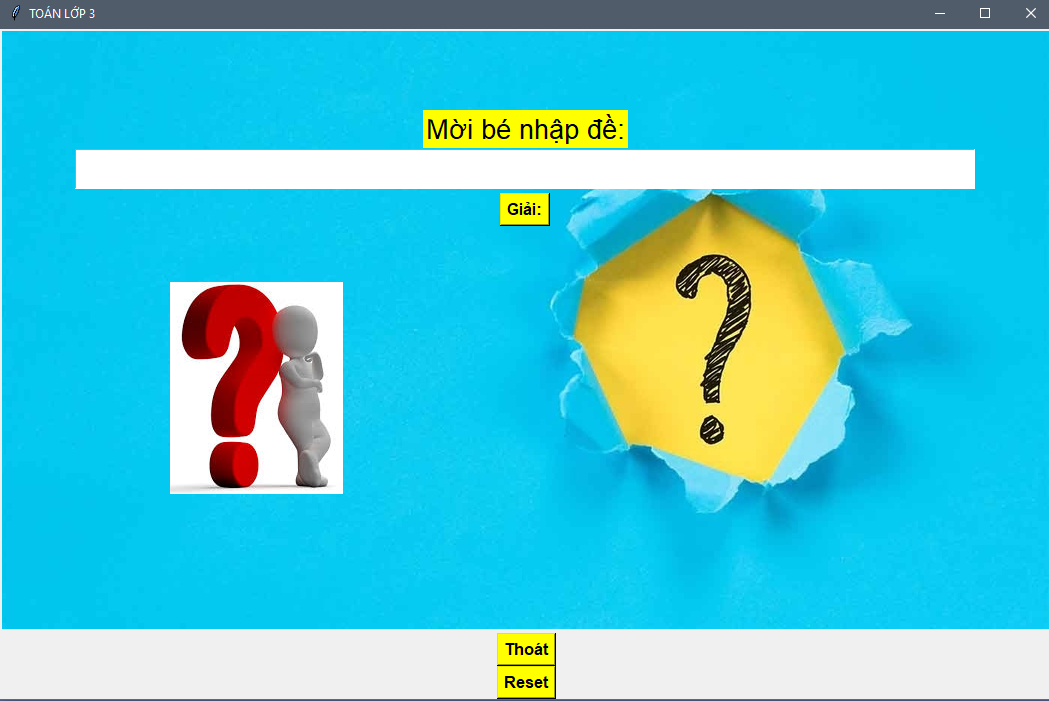 TOÁN LỚP 3
Mời bé nhập đề:
Giải:
?
?
Thoát
Reset